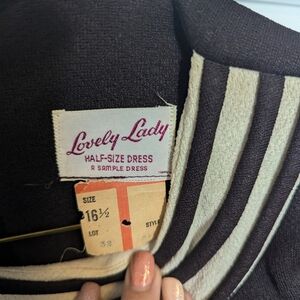 Lovely Lady
HALF-SIZE DRESS
A SAMPLE DRESS
SIZE
16½
LOT
STYLE